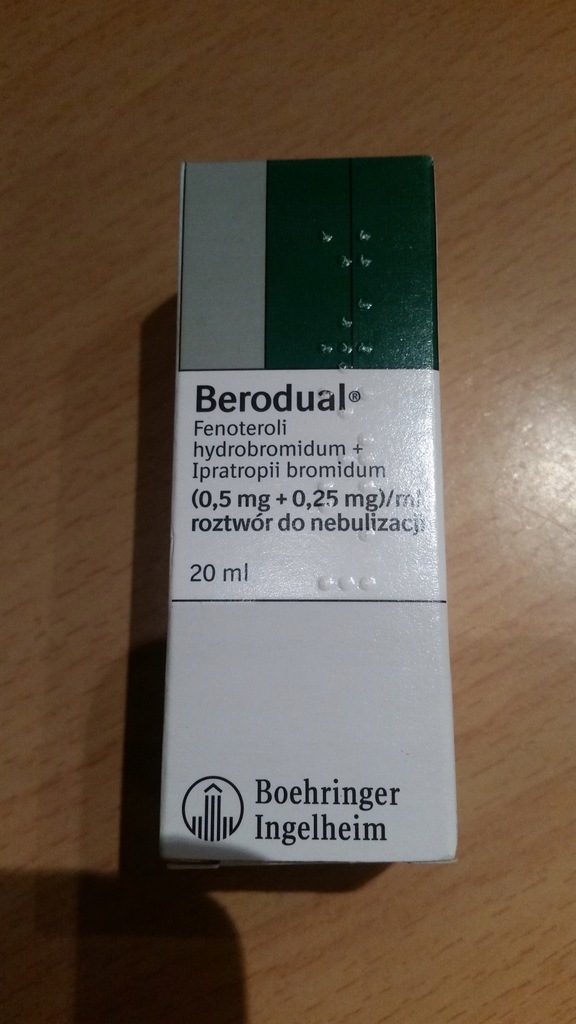 Berodual®
Fenoteroli
hydrobromidum +
Ipratropii bromidum
(0,5 mg + 0,25 mg)/ml
roztwór do nebulizacji
20 ml
Boehringer
Ingelheim